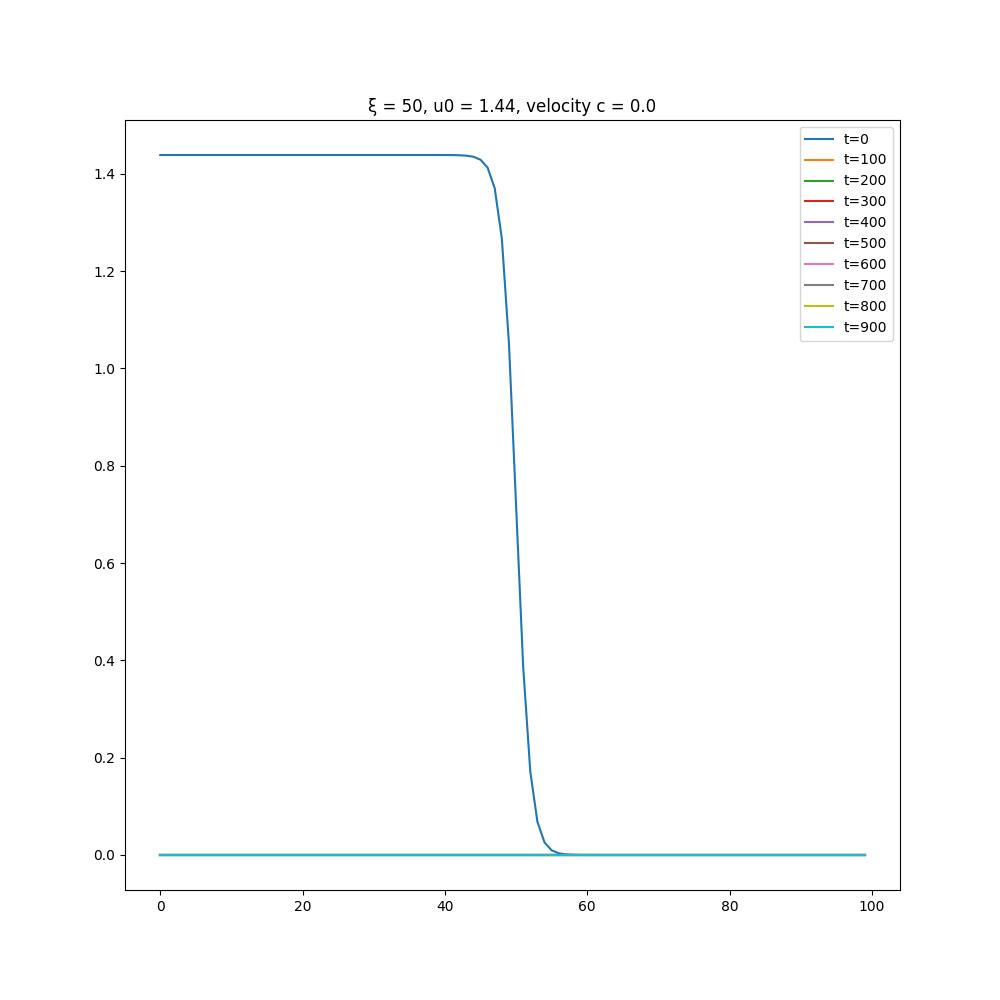 ξ = 50, u0 = 1.44, velocity c = 0.0
t=0
t=100
t=200
t=300
t=400
t=500
t=600
t=700
t=800
t=900
1.4
1.2
1.0
0.8
0.6
0.4
0.2
0.0
0 20 40 60 80 100